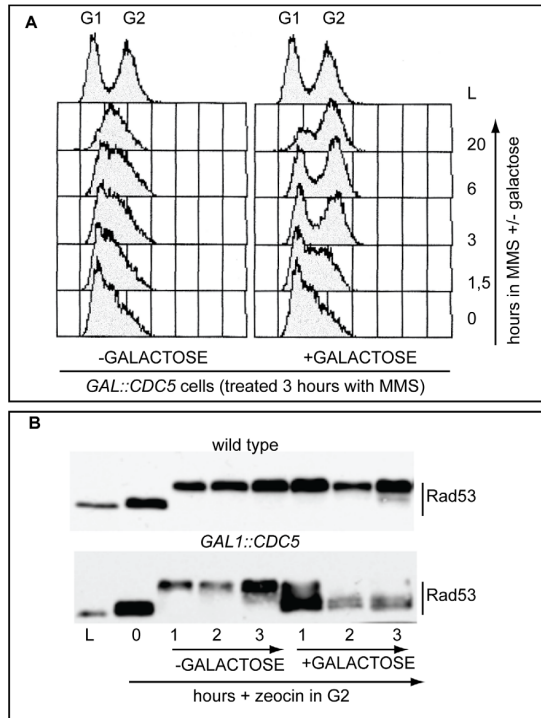 A
G1 G2 G1 G2
L
20
6
3
1,5
0
hours in MMS +/- galactose
-GALACTOSE +GALACTOSE
GAL::CDC5 cells (treated 3 hours with MMS)
B
wild type
Rad53
GAL1::CDC5
Rad53
L 0 1 2 3 1 2 3
-GALACTOSE +GALACTOSE
hours + zeocin in G2